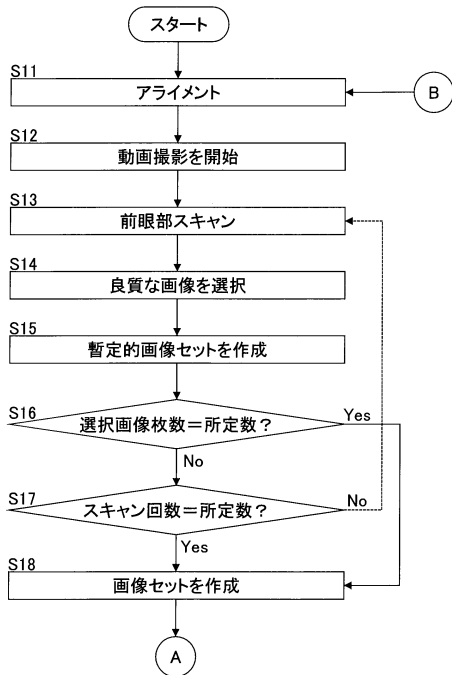 スタート
S11
アライメント
B
S12
動画撮影を開始
S13
前眼部スキャン
S14
良質な画像を選択
S15
暫定的画像セットを作成
S16
選択画像枚数＝所定数？
Yes
No
S17
スキャン回数＝所定数？
No
Yes
S18
画像セットを作成
A